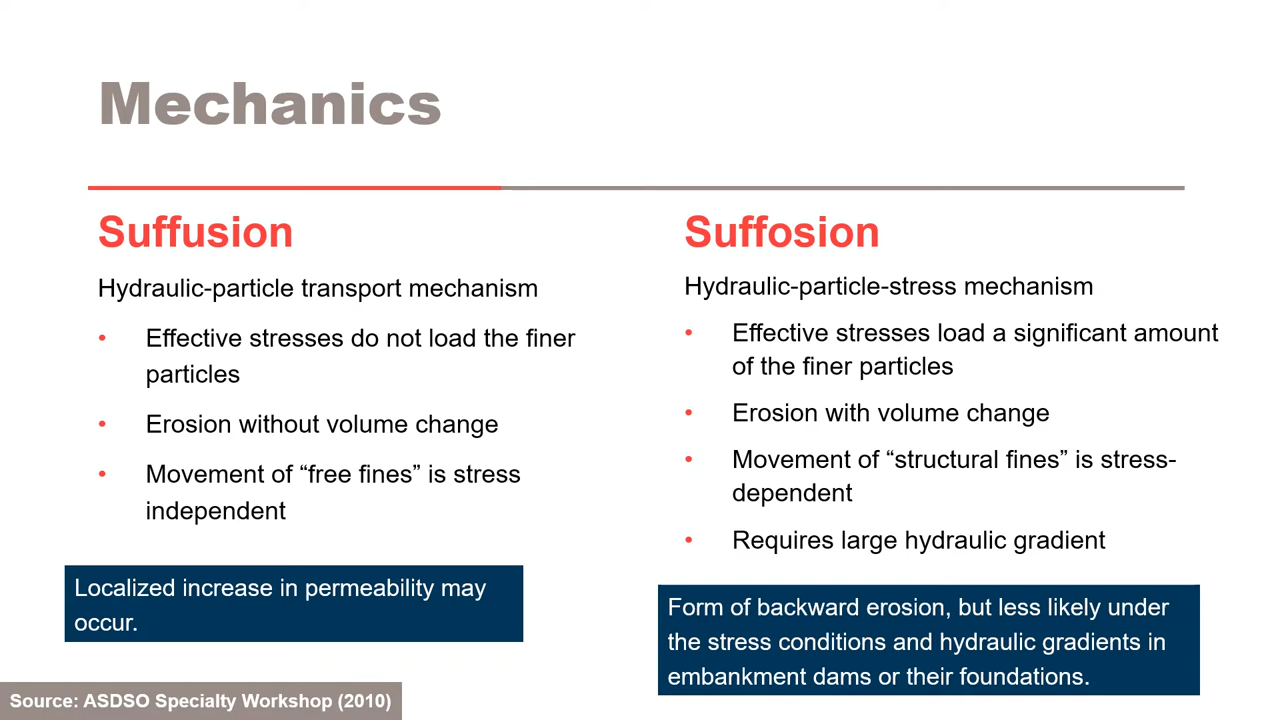 Mechanics
Suffusion
Hydraulic-particle transport mechanism
• Effective stresses do not load the finer
particles
• Erosion without volume change
• Movement of “free fines” is stress
independent
Localized increase in permeability may
occur.
Suffosion
Hydraulic-particle-stress mechanism
• Effective stresses load a significant amount
of the finer particles
• Erosion with volume change
• Movement of “structural fines” is stress-
dependent
• Requires large hydraulic gradient
Form of backward erosion, but less likely under
the stress conditions and hydraulic gradients in
embankment dams or their foundations.
Source: ASDSO Specialty Workshop (2010)